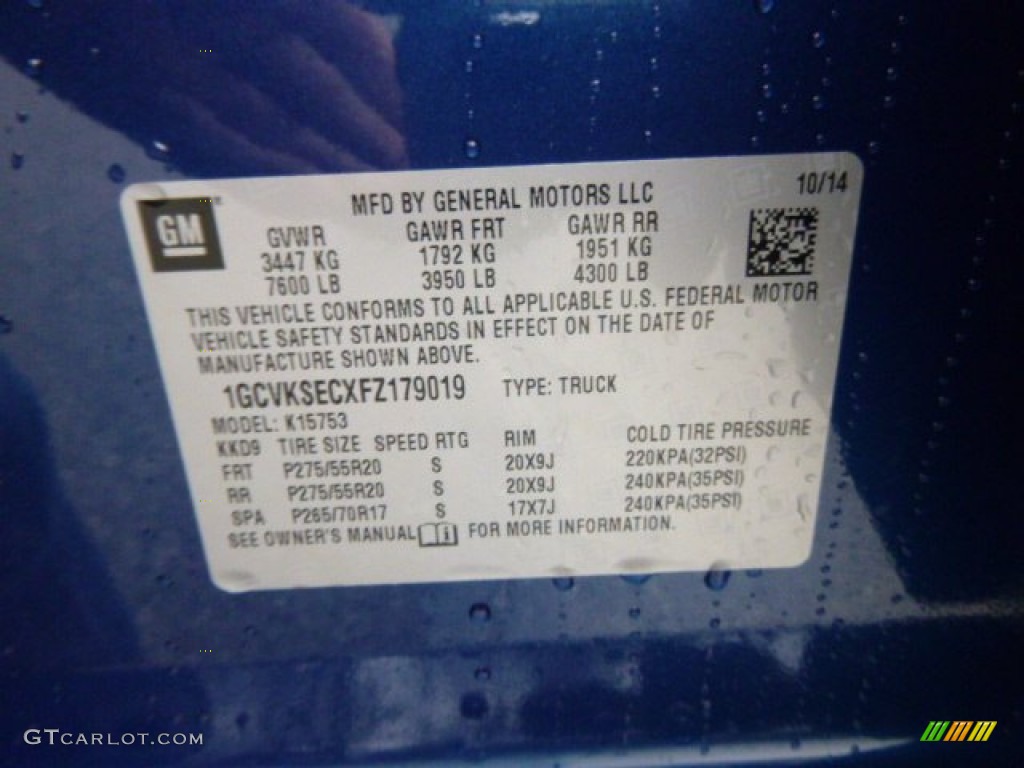 10/14
GM
MFD BY GENERAL MOTORS LLC
GVWR GAWR FRT GAWR RR
3447 KG 1792 KG 1951 KG
7600 LB 3950 LB 4300 LB
THIS VEHICLE CONFORMS TO ALL APPLICABLE U.S. FEDERAL MOTOR
VEHICLE SAFETY STANDARDS IN EFFECT ON THE DATE OF
MANUFACTURE SHOWN ABOVE.
1GCVKSECXFZ179019 TYPE: TRUCK
MODEL: K15753
KKD9 TIRE SIZE SPEED RTG RIM COLD TIRE PRESSURE
FRT P275/55R20 S 20X9J 220KPA(32PSI)
RR P275/55R20 S 20X9J 240KPA(35PSI)
SPA P265/70R17 S 17X7J 240KPA(35PSI)
SEE OWNER'S MANUAL FOR MORE INFORMATION.
GTCARLOT.COM